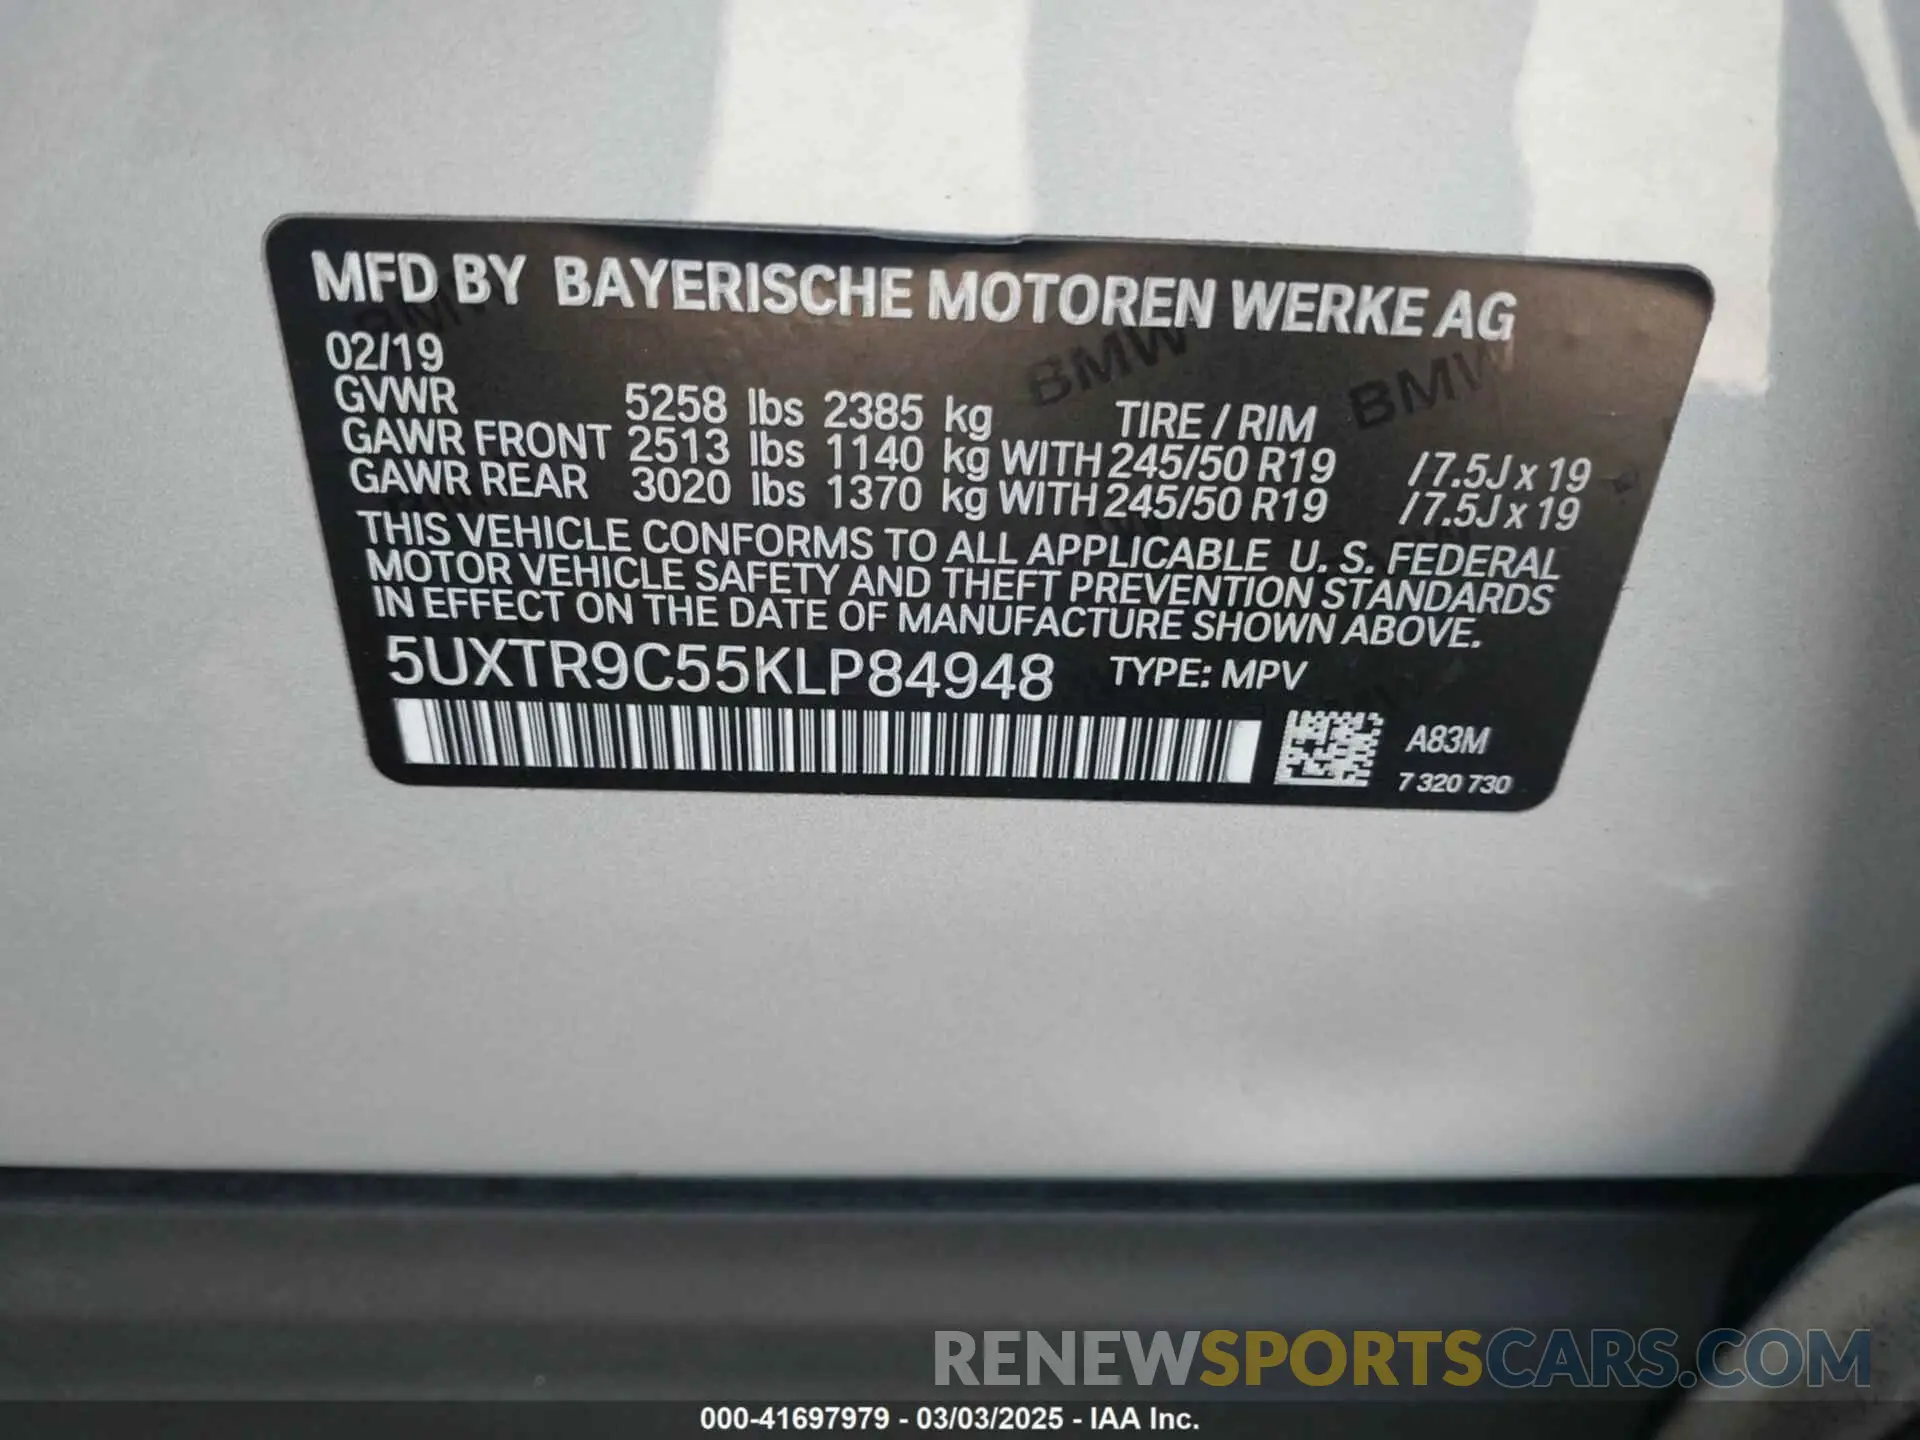 MFD BY BAYERISCHE MOTOREN WERKE AG
02/19
GVWR 5258 lbs 2385 kg TIRE / RIM
GAWR FRONT 2513 lbs 1140 kg WITH 245/50 R19 /7.5J x 19
GAWR REAR 3020 lbs 1370 kg WITH 245/50 R19 /7.5J x 19
THIS VEHICLE CONFORMS TO ALL APPLICABLE U. S. FEDERAL
MOTOR VEHICLE SAFETY AND THEFT PREVENTION STANDARDS
IN EFFECT ON THE DATE OF MANUFACTURE SHOWN ABOVE.
5UXTR9C55KLP84948 TYPE: MPV
A83M
7 320 730
BMW BMW
RENEWSPORTSCARS.COM
000-41697979 - 03/03/2025 - IAA Inc.